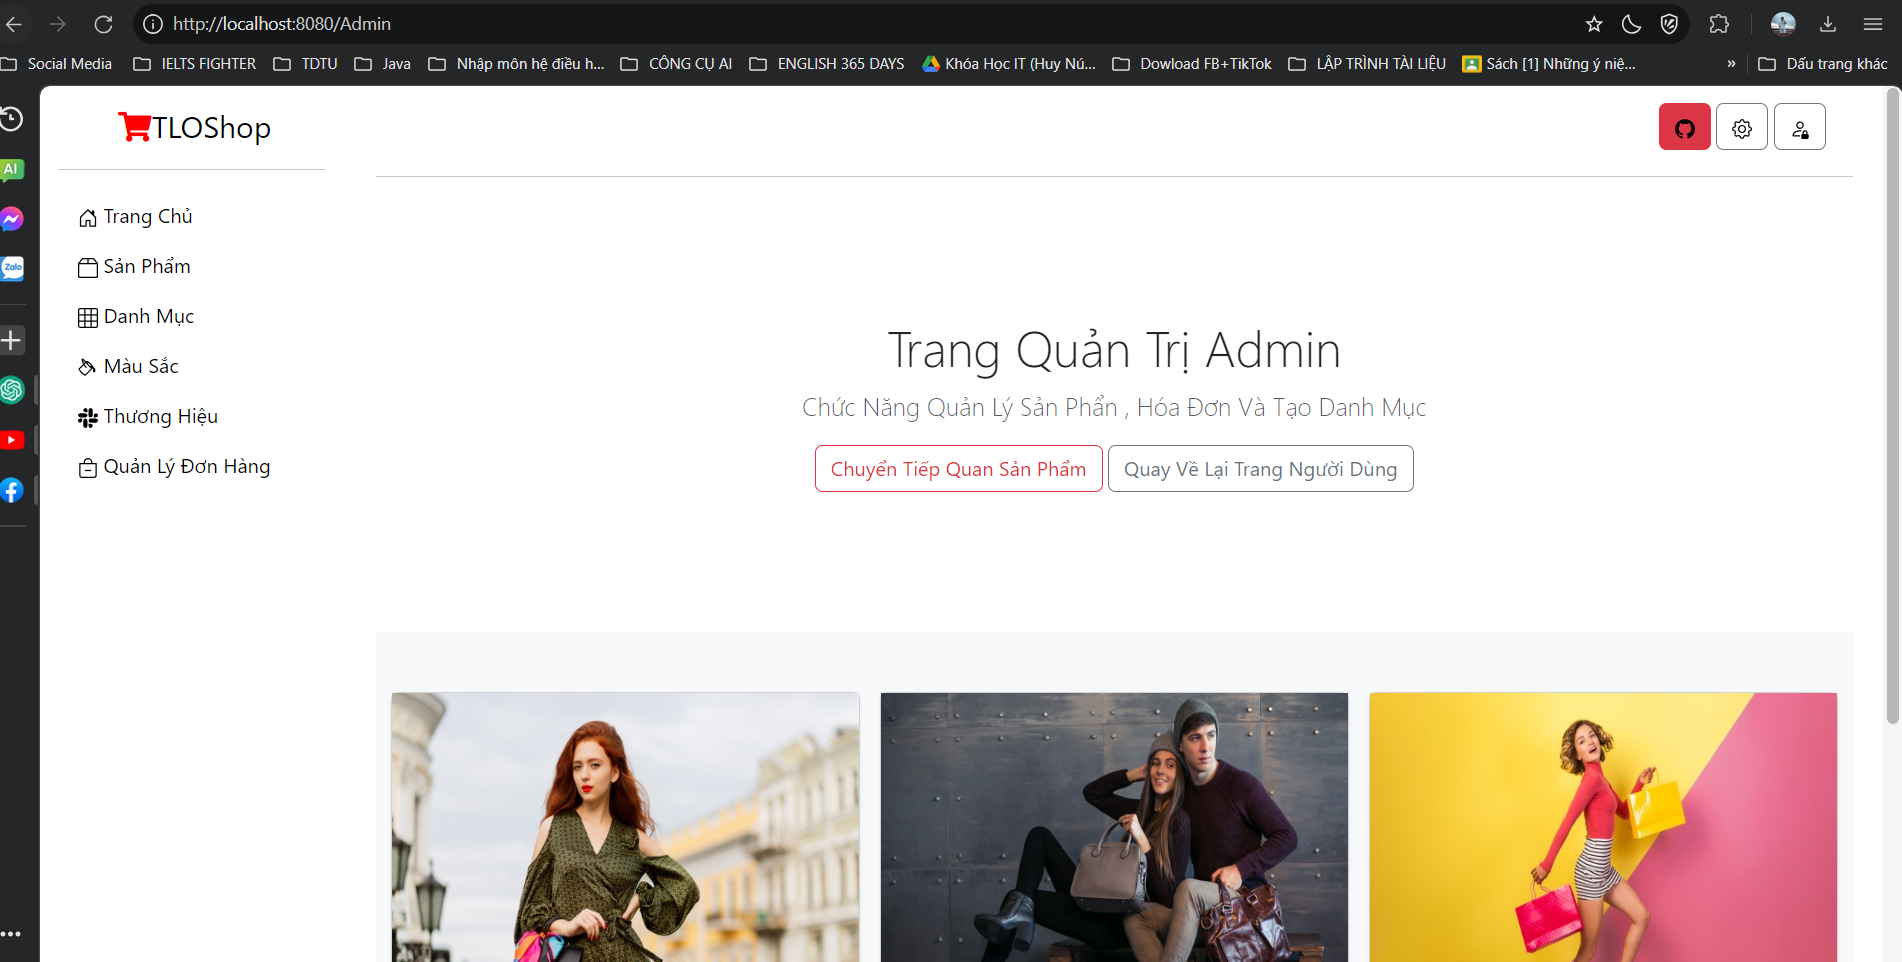 http://localhost:8080/Admin
Social Media IELTS FIGHTER TDTU Java Nhập môn hệ điều h... CÔNG CỤ AI ENGLISH 365 DAYS Khóa Học IT (Huy Nú... Dowload FB+TikTok LẬP TRÌNH TÀI LIỆU Sách [1] Những ý niệ... » Dấu trang khác
AI
Zalo
TLOShop
Trang Chủ
Sản Phẩm
Danh Mục
Màu Sắc
Thương Hiệu
Quản Lý Đơn Hàng
Trang Quản Trị Admin
Chức Năng Quản Lý Sản Phẩn , Hóa Đơn Và Tạo Danh Mục
Chuyển Tiếp Quan Sản Phẩm
Quay Về Lại Trang Người Dùng